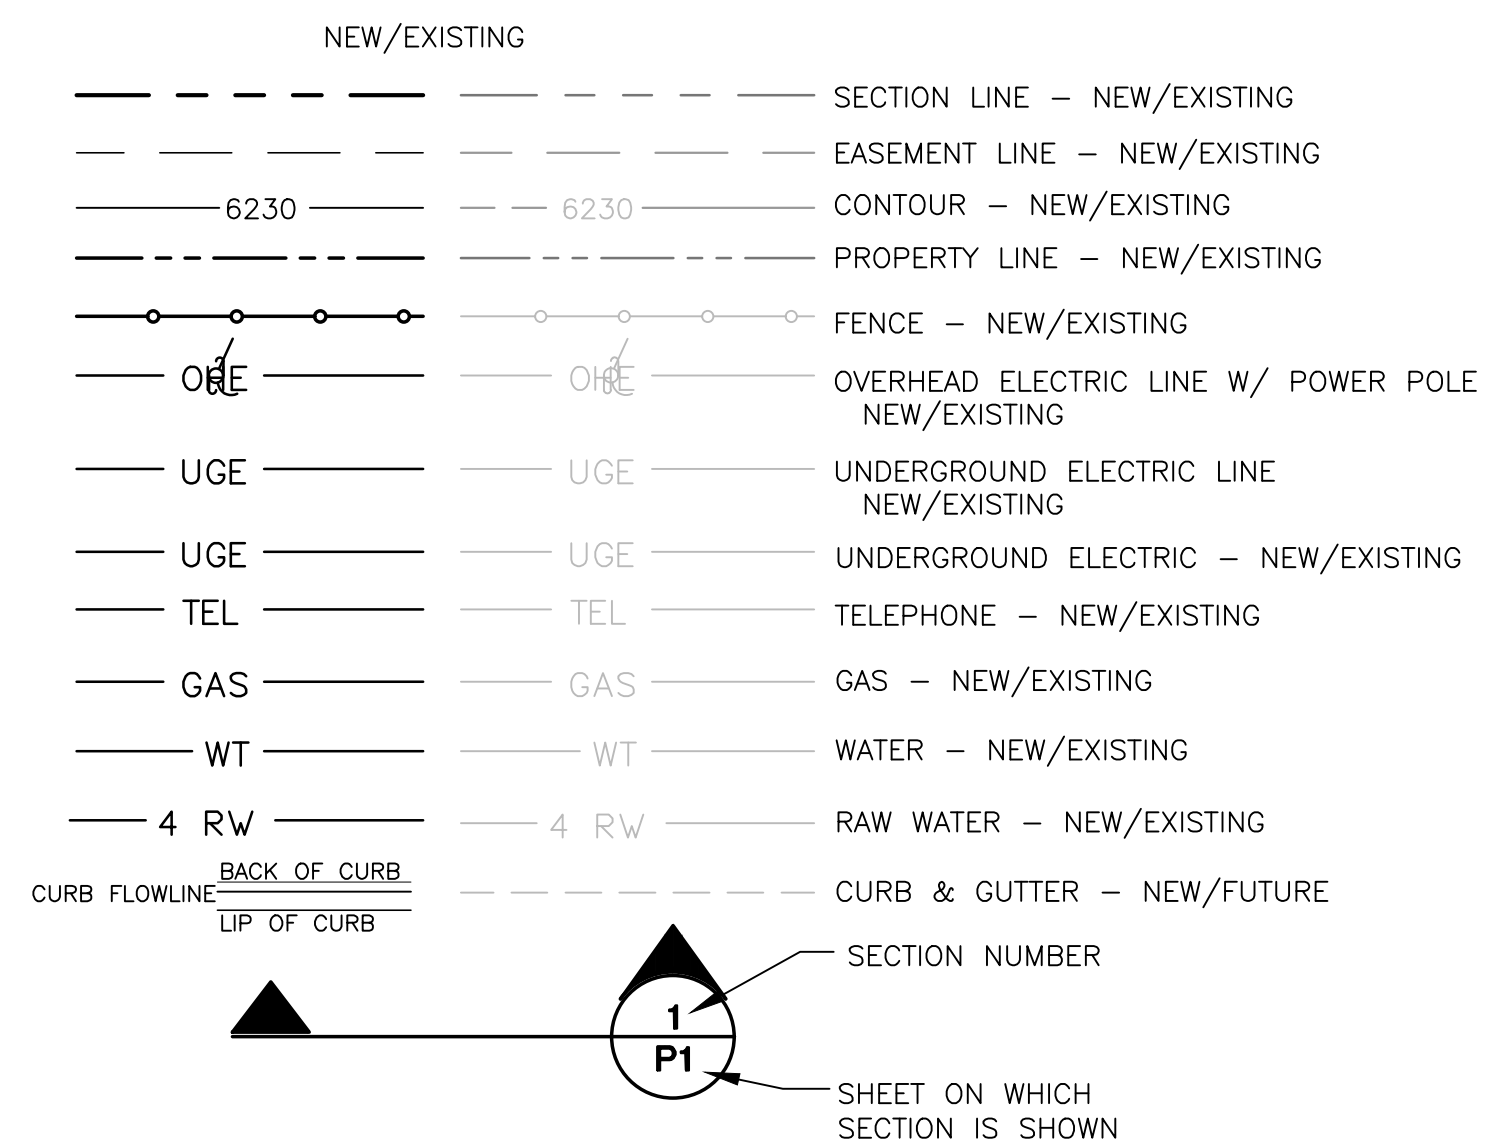 NEW/EXISTING
SECTION LINE – NEW/EXISTING
EASEMENT LINE – NEW/EXISTING
6230 6230 CONTOUR – NEW/EXISTING
PROPERTY LINE – NEW/EXISTING
FENCE – NEW/EXISTING
OHE OHE OVERHEAD ELECTRIC LINE W/ POWER POLE
NEW/EXISTING
UGE UGE UNDERGROUND ELECTRIC LINE
NEW/EXISTING
UGE UGE UNDERGROUND ELECTRIC – NEW/EXISTING
TEL TEL TELEPHONE – NEW/EXISTING
GAS GAS GAS – NEW/EXISTING
WT WT WATER – NEW/EXISTING
4 RW 4 RW RAW WATER – NEW/EXISTING
BACK OF CURB
CURB FLOWLINE CURB & GUTTER – NEW/FUTURE
LIP OF CURB
SECTION NUMBER
1
P1
SHEET ON WHICH
SECTION IS SHOWN